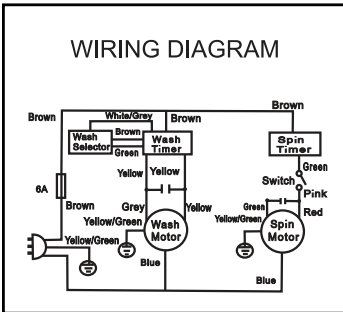 WIRING DIAGRAM
Brown
Brown White/Grey Brown
Wash Selector
Brown
Green
Wash Timer
Spin Timer
Yellow Yellow
Green
Switch
Pink
6A
Brown
Grey Yellow
Green
Red
Yellow/Green
Yellow/Green
Wash Motor
Spin Motor
Yellow/Green
Blue
Blue